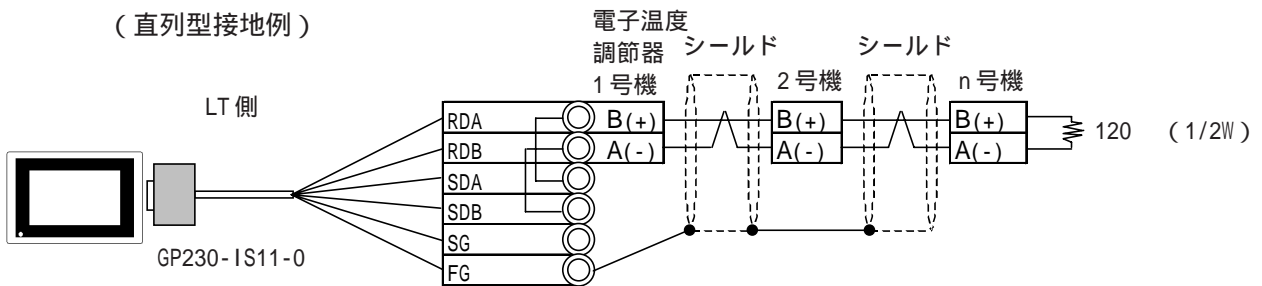 (直列型接地例)
電子温度
調節器
1号機
シールド
2号機
シールド
n号機
LT側
RDA
RDB
SDA
SDB
SG
FG
B(+)
A(-)
B(+)
A(-)
B(+)
A(-)
120 (1/2W)
GP230-IS11-O